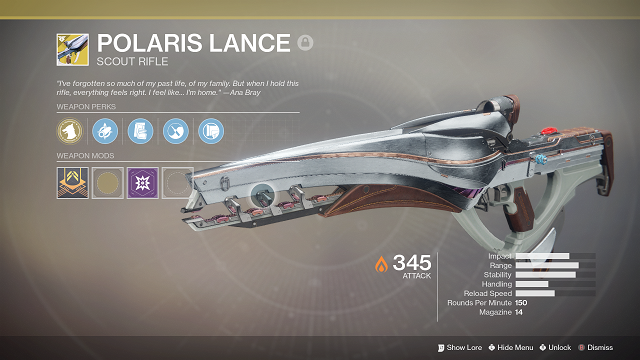 POLARIS LANCE
SCOUT RIFLE
"I've forgotten so much of my past life, of my family. But when I hold this
rifle, everything feels right. I feel like... I'm home." —Ana Bray
WEAPON PERKS
WEAPON MODS
345
ATTACK
Impact
Range
Stability
Handling
Reload Speed
Rounds Per Minute 150
Magazine 14
Show Lore Hide Menu Unlock Dismiss